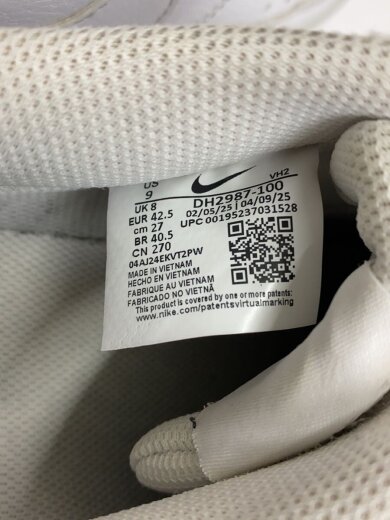 US 9
VH2
UK 8
EUR 42.5
cm 27
BR 40.5
CN 270
DH2987-100
02/05/25 | 04/09/25
UPC 00195237031528
04AJ24EKVT2PW
MADE IN VIETNAM
HECHO EN VIETNAM
FABRIQUE AU VIETNAM
FABRICADO NO VIETNÃ
This product is covered by one or more patents:
www.nike.com/patentsvirtualmarking